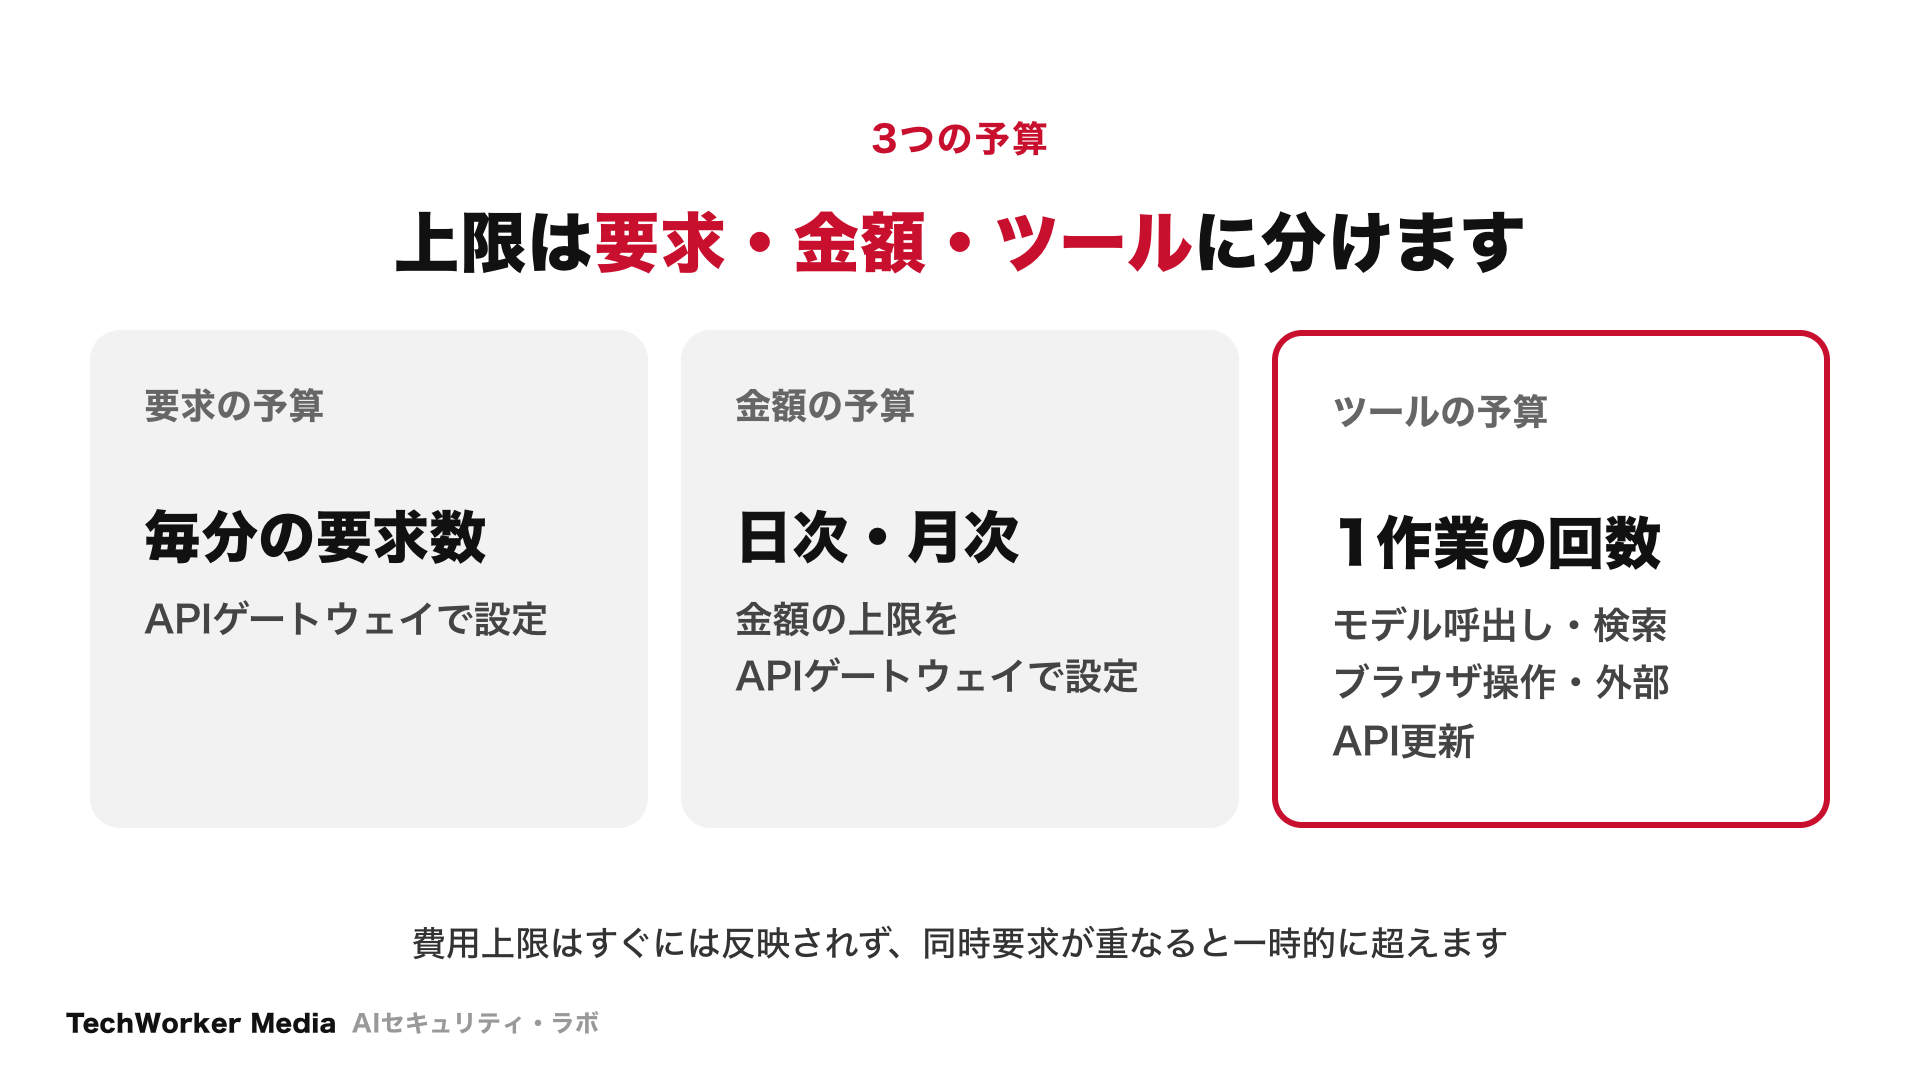 3つの予算
上限は要求・金額・ツールに分けます
要求の予算
毎分の要求数
APIゲートウェイで設定
金額の予算
日次・月次
金額の上限を
APIゲートウェイで設定
ツールの予算
1作業の回数
モデル呼出し・検索
ブラウザ操作・外部
API更新
費用上限はすぐには反映されず、同時要求が重なると一時的に超えます
TechWorker Media AIセキュリティ・ラボ